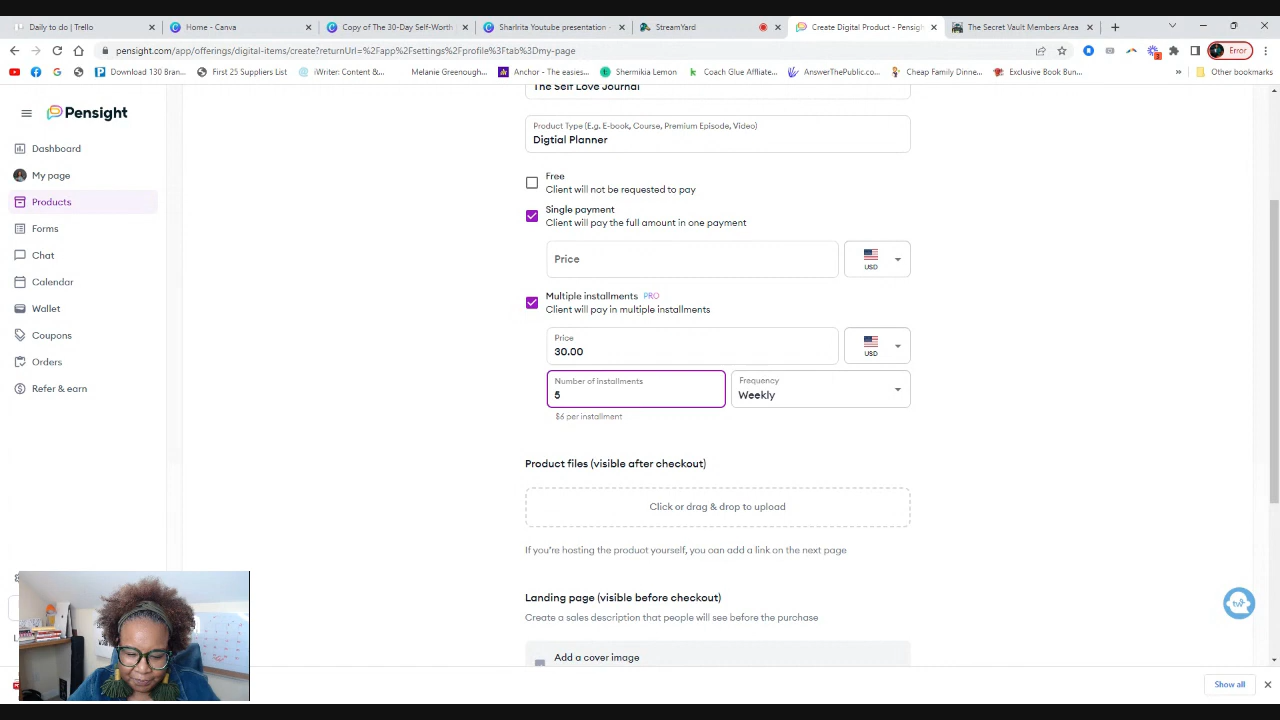 Daily to do | Trello
Home - Canva
Copy of The 30-Day Self-Worth
Sharlrita Youtube presentation -
StreamYard
Create Digital Product - Pensigh
The Secret Vault Members Area
pensight.com/app/offerings/digital-items/create?returnUrl=%2Fapp%2Fsettings%2Fprofile%3Ftab%3Dmy-page
Error
Download 130 Bran...
First 25 Suppliers List
iWriter: Content &...
Melanie Greenough...
Anchor - The easies...
Shermikia Lemon
Coach Glue Affliate...
AnswerThePublic.co...
Cheap Family Dinne...
Exclusive Book Bun...
»
Other bookmarks
Pensight
Dashboard
My page
Products
Forms
Chat
Calendar
Wallet
Coupons
Orders
Refer & earn
The Self Love Journal
Product Type (E.g. E-book, Course, Premium Episode, Video)
Digtial Planner
Free
Client will not be requested to pay
Single payment
Client will pay the full amount in one payment
Price
USD
Multiple installments PRO
Client will pay in multiple installments
Price
30.00
USD
Number of installments
5
Frequency
Weekly
$6 per installment
Product files (visible after checkout)
Click or drag & drop to upload
If you're hosting the product yourself, you can add a link on the next page
Landing page (visible before checkout)
Create a sales description that people will see before the purchase
Add a cover image
Show all